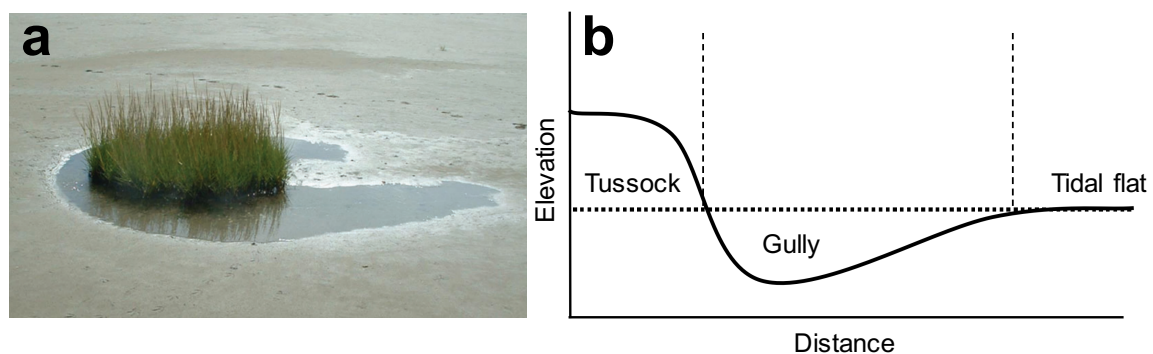 a
b
Elevation
Tussock
Tidal flat
Gully
Distance